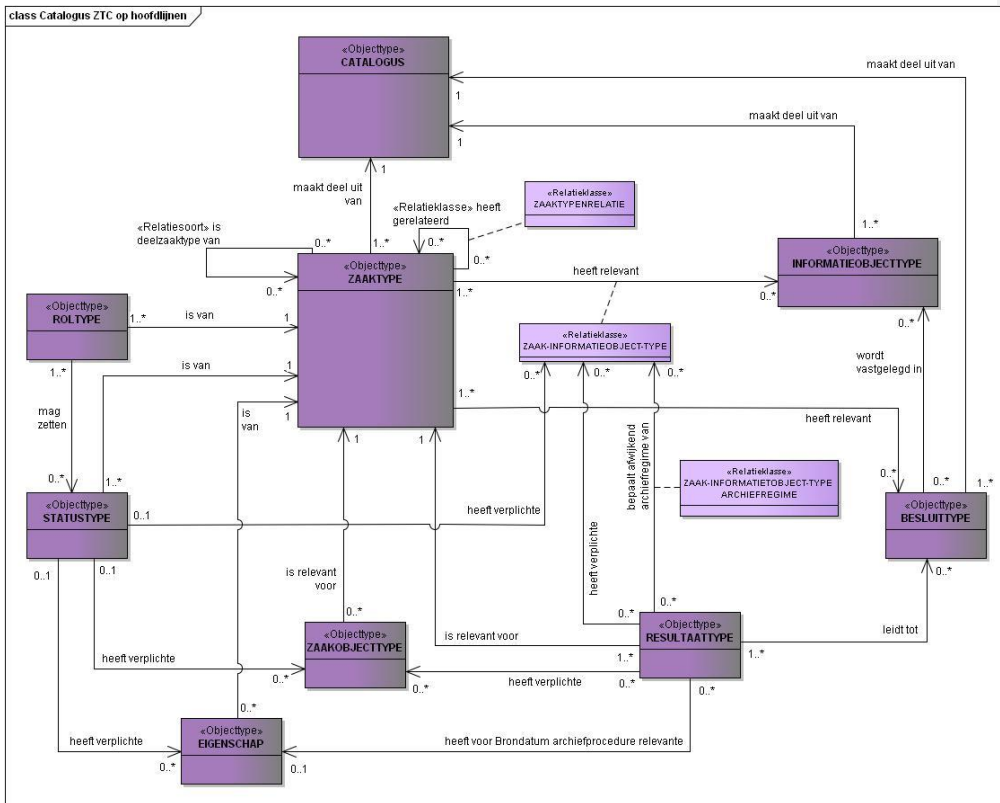 class Catalogus ZTC op hoofdlijnen
«Objecttype»
CATALOGUS
maakt deel uit van
1
maakt deel uit van
1
1
maakt deel uit
van
«Relatieklasse» heeft
gerelateerd
«Relatieklasse»
ZAAKTYPENRELATIE
«Relatiesoort» is
deelzaaktype van
0..*
1..*
0..*
0..*
0..*
1..*
«Objecttype»
ZAAKTYPE
1..*
heeft relevant
0..*
«Objecttype»
INFORMATIEOBJECTTYPE
0..*
«Objecttype»
ROLTYPE
1..*
is van
1
«Relatieklasse»
ZAAK-INFORMATIEOBJECT-TYPE
0..*
0..*
0..*
1..*
is van
1
wordt
vastgelegd in
mag
zetten
is
van
1
1..*
heeft relevant
1
1
bepaalt afwijkend
archiefregime van
«Relatieklasse»
ZAAK-INFORMATIETOBJECT-TYPE
ARCHIEFREGIME
0..*
0..*
0..*
1..*
1..*
«Objecttype»
STATUSTYPE
0..1
heeft verplichte
«Objecttype»
BESLUITTYPE
0..1
0..1
heeft verplichte
0..*
is relevant
voor
0..*
0..*
0..*
«Objecttype»
ZAAKOBJECTTYPE
is relevant voor
1..*
«Objecttype»
RESULTAATTYPE
leidt tot
1..*
heeft verplichte
0..*
0..*
heeft verplichte
0..*
0..*
0..*
«Objecttype»
EIGENSCHAP
heeft verplichte
0..*
heeft voor Brondatum archiefprocedure relevante
0..1